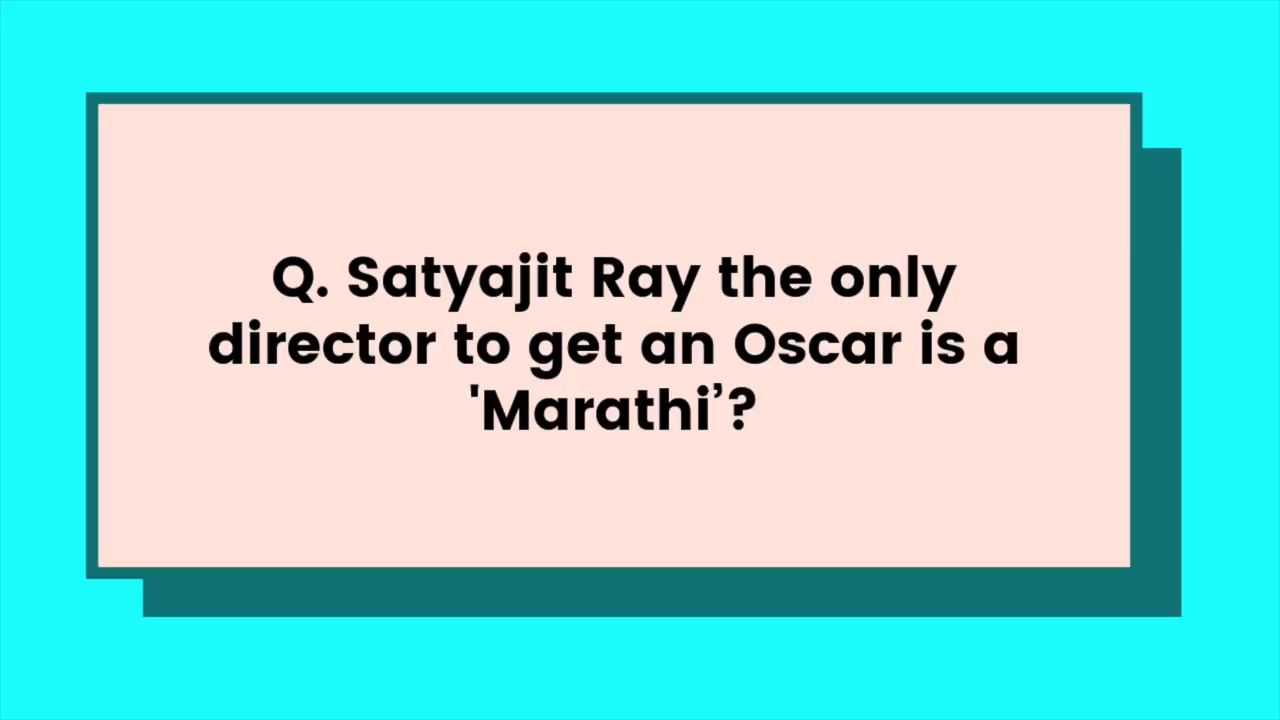 Q. Satyajit Ray the only
director to get an Oscar is a
'Marathi’?